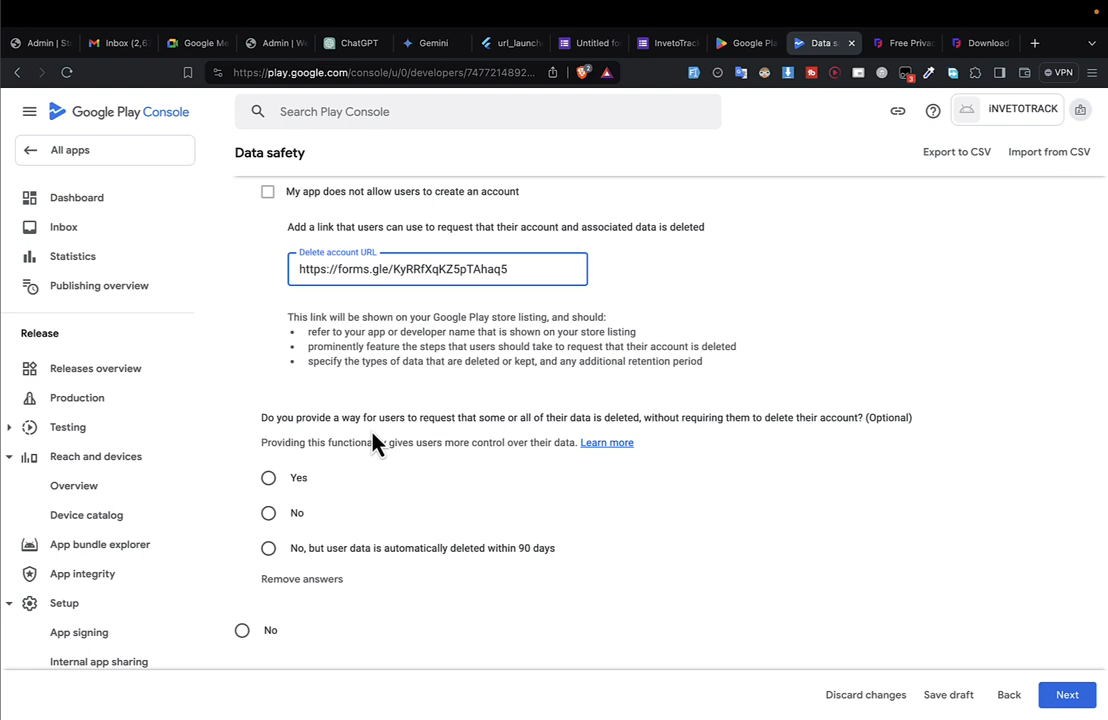 Admin | St
Inbox (2,6
Google Me
Admin | W
ChatGPT
Gemini
url_launch
Untitled fo
InvetoTrac
Google Pla
Data s
Free Priva
Download
https://play.google.com/console/u/0/developers/7477214892...
VPN
Google Play Console
Search Play Console
iNVETOTRACK
All apps
Data safety
Export to CSV
Import from CSV
Dashboard
Inbox
Statistics
Publishing overview
Release
Releases overview
Production
Testing
Reach and devices
Overview
Device catalog
App bundle explorer
App integrity
Setup
App signing
Internal app sharing
My app does not allow users to create an account
Add a link that users can use to request that their account and associated data is deleted
Delete account URL
https://forms.gle/KyRRfXqKZ5pTAhaq5
This link will be shown on your Google Play store listing, and should:
• refer to your app or developer name that is shown on your store listing
• prominently feature the steps that users should take to request that their account is deleted
• specify the types of data that are deleted or kept, and any additional retention period
Do you provide a way for users to request that some or all of their data is deleted, without requiring them to delete their account? (Optional)
Providing this functionality gives users more control over their data. Learn more
Yes
No
No, but user data is automatically deleted within 90 days
Remove answers
No
Discard changes
Save draft
Back
Next